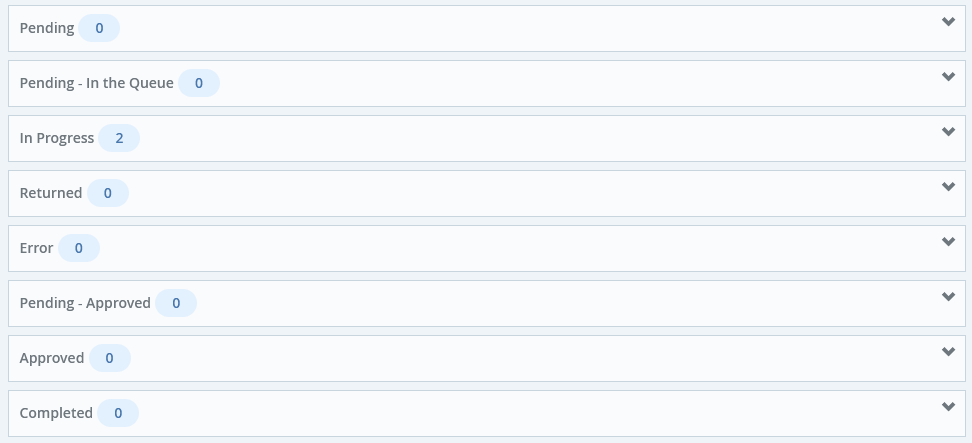 Pending 0
Pending - In the Queue 0
In Progress 2
Returned 0
Error 0
Pending - Approved 0
Approved 0
Completed 0